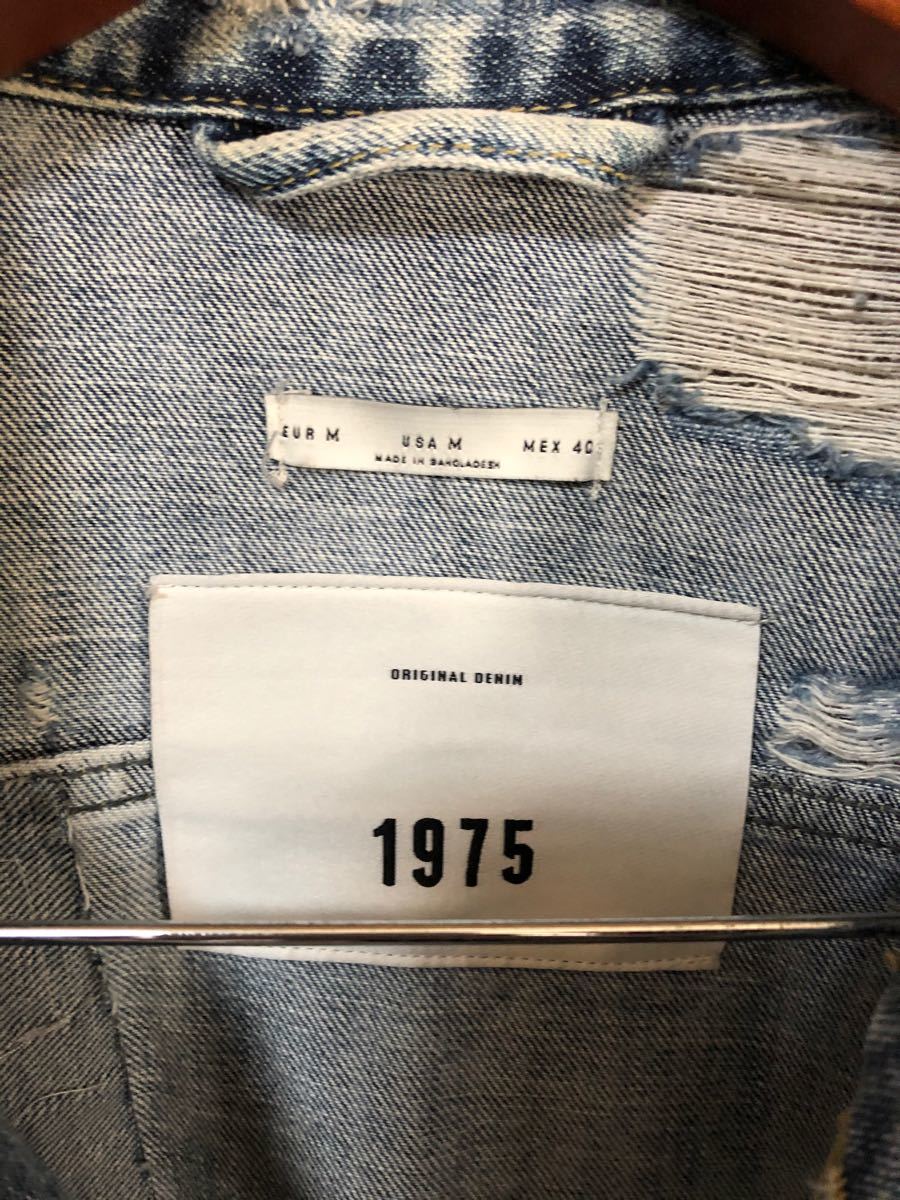 EUR M USA M MEX 40
MADE IN BANGLADESH
ORIGINAL DENIM
1975